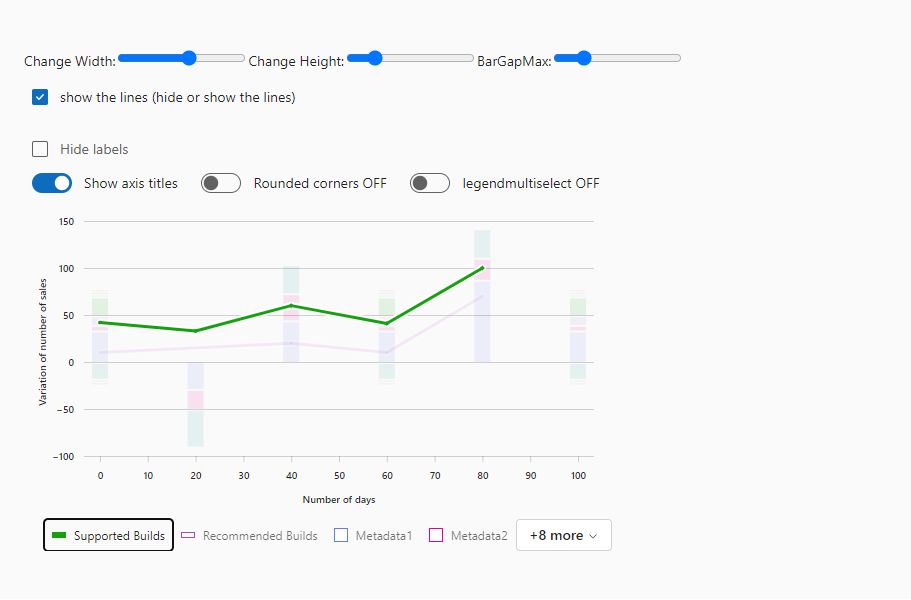 Change Width: Change Height: BarGapMax:
show the lines (hide or show the lines)
Hide labels
Show axis titles Rounded corners OFF legendmultiselect OFF
150
100
50
0
−50
−100
Variation of number of sales
0 10 20 30 40 50 60 70 80 90 100
Number of days
Supported Builds Recommended Builds Metadata1 Metadata2 +8 more